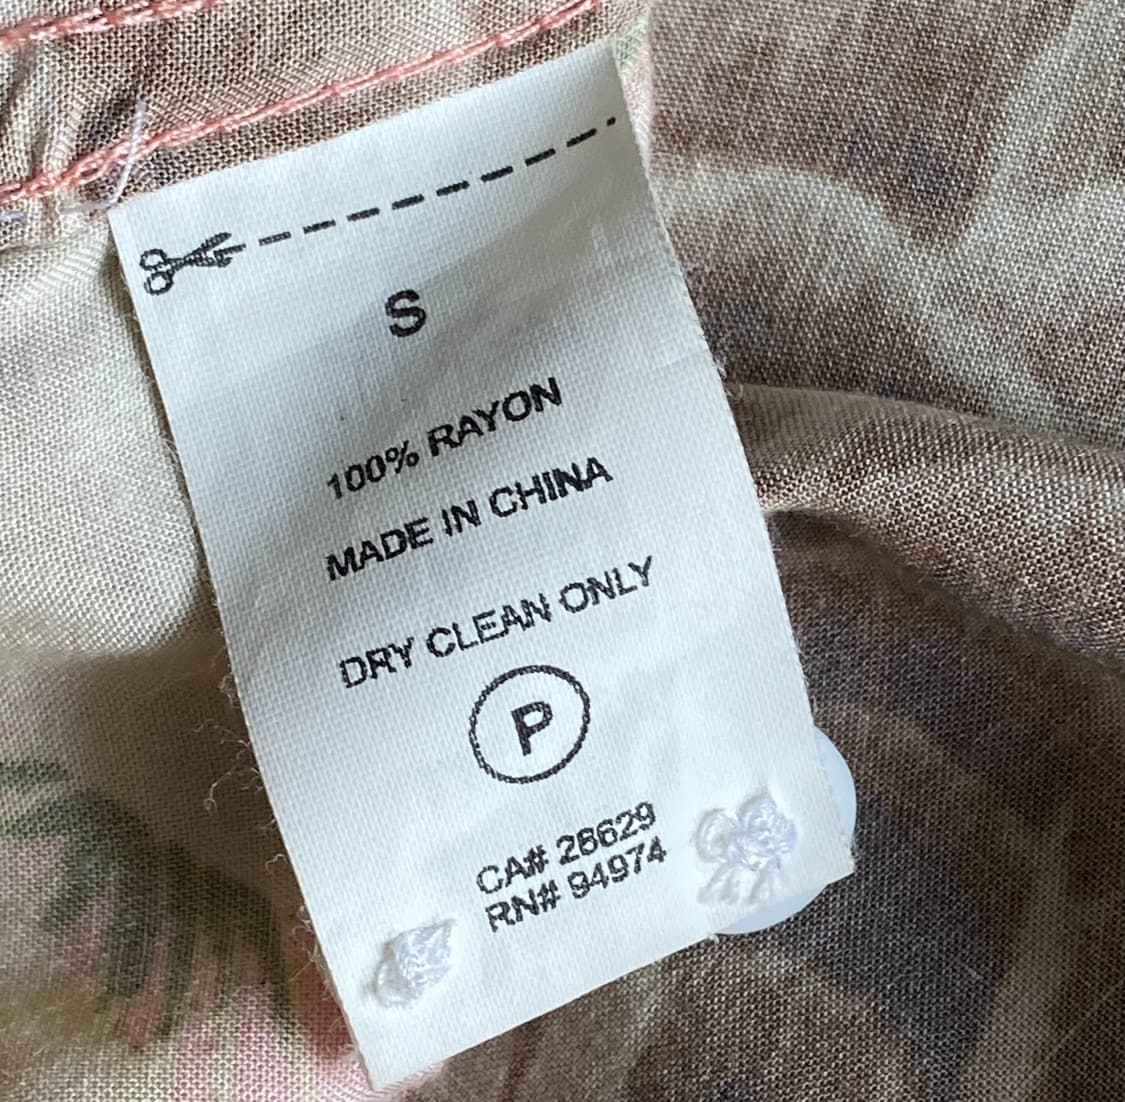 S
100% RAYON
MADE IN CHINA
DRY CLEAN ONLY
P
CA# 26629
RN# 94974